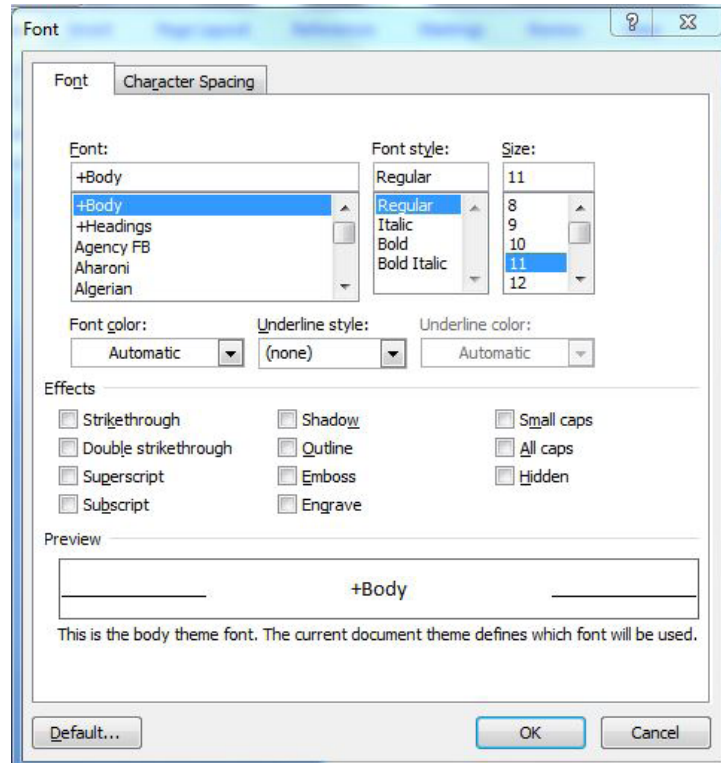 Font
Font Character Spacing
Font: Font style: Size:
+Body Regular 11
+Body Regular 8
+Headings Italic 9
Agency FB Bold 10
Aharoni Bold Italic 11
Algerian 12
Font color: Underline style: Underline color:
Automatic (none) Automatic
Effects
Strikethrough Shadow Small caps
Double strikethrough Outline All caps
Superscript Emboss Hidden
Subscript Engrave
Preview
+Body
This is the body theme font. The current document theme defines which font will be used.
Default... OK Cancel